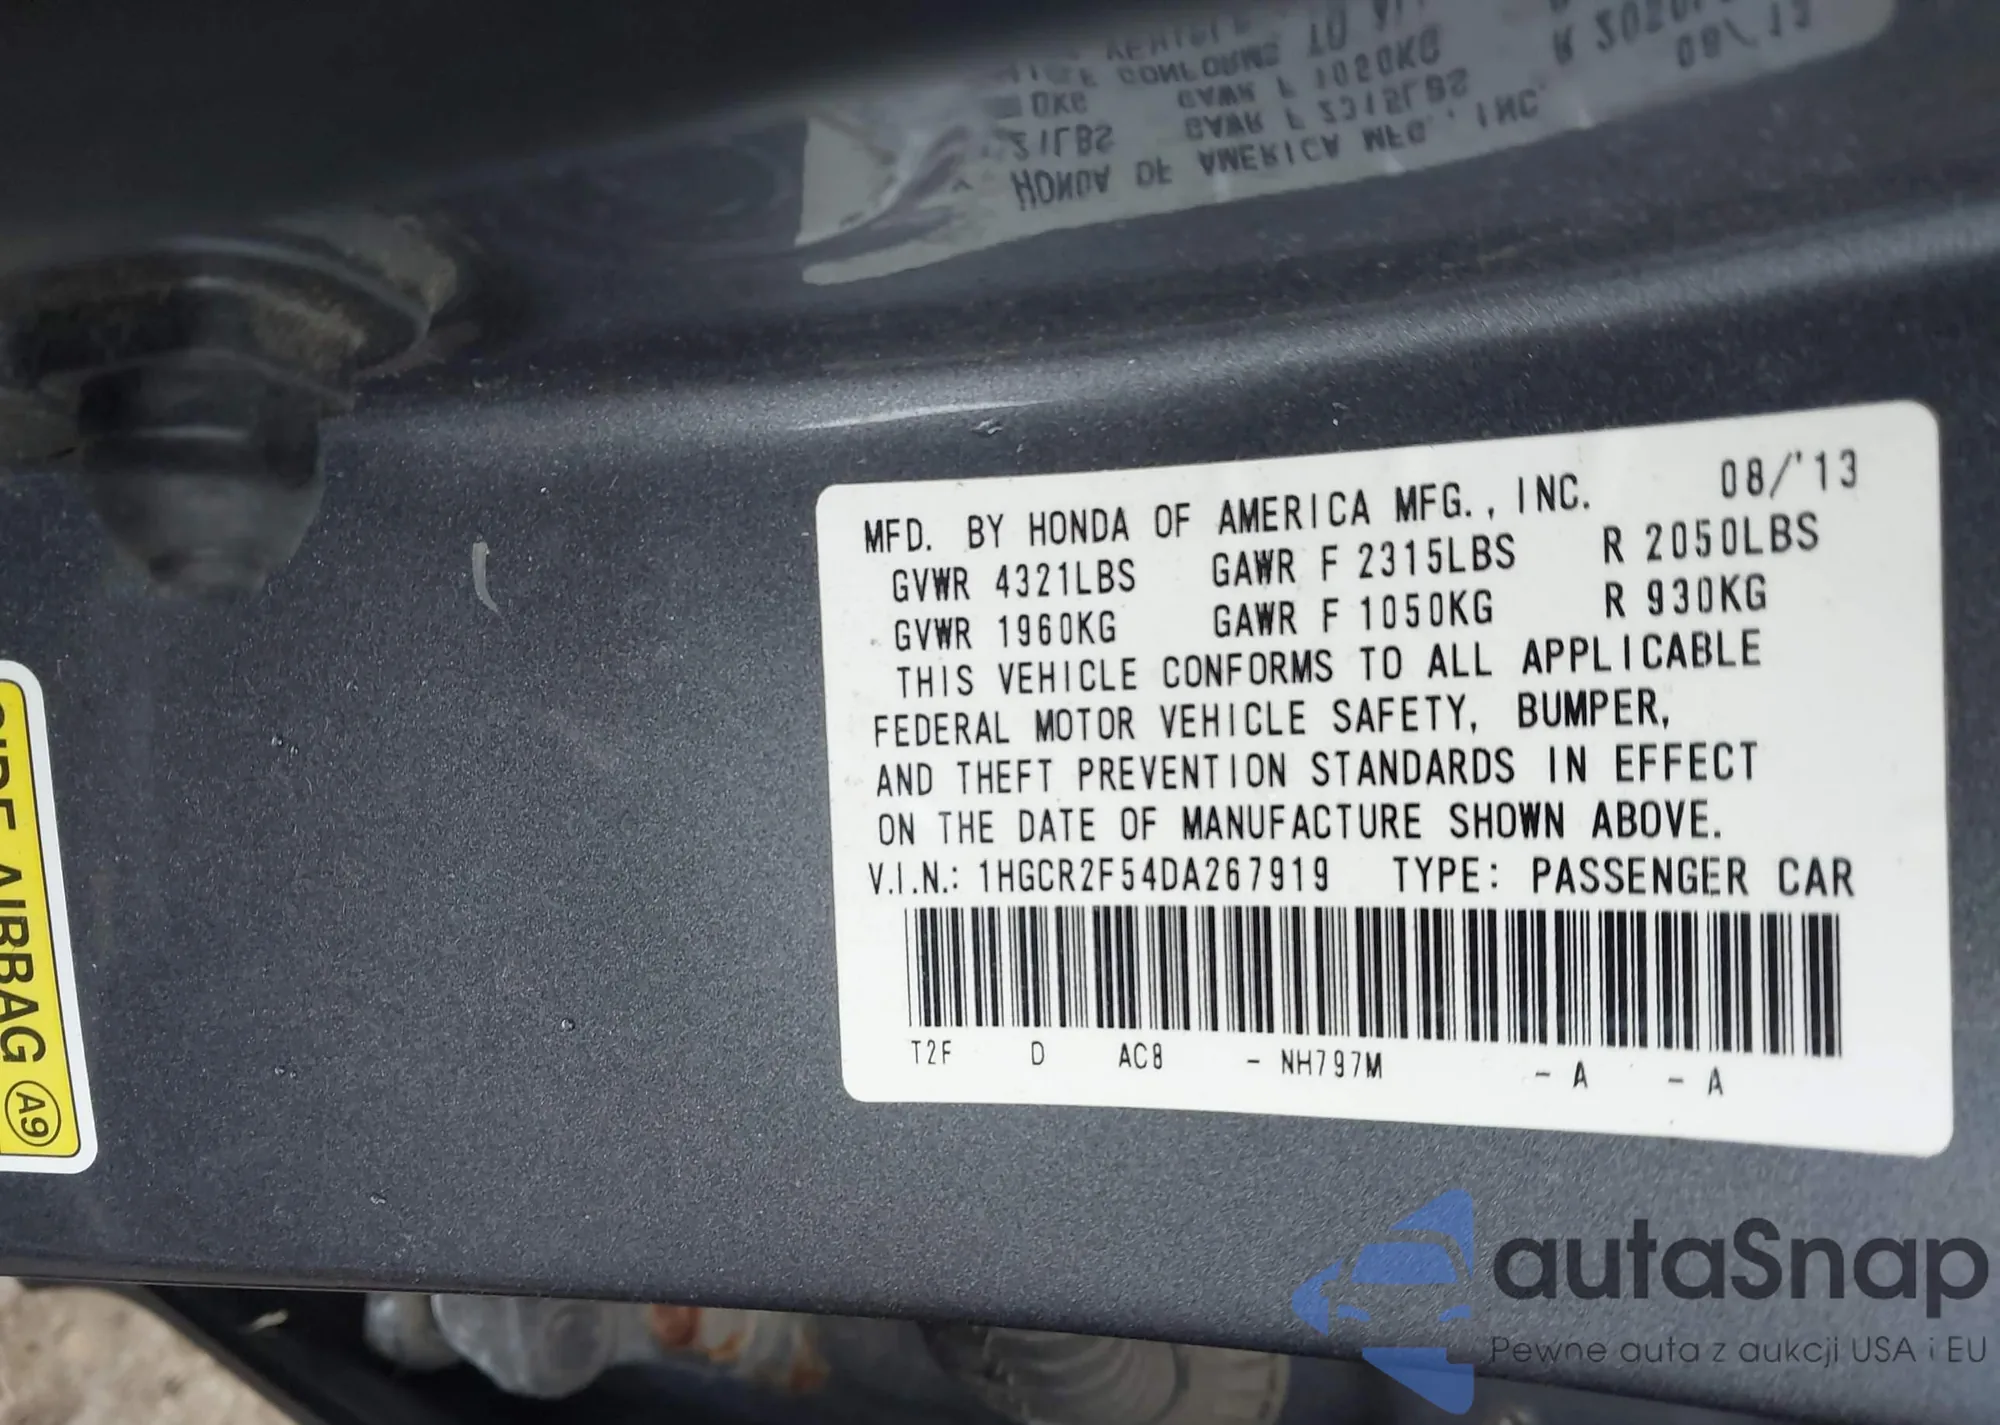 MFD. BY HONDA OF AMERICA MFG., INC. 08/'13
GVWR 4321LBS GAWR F 2315LBS R 2050LBS
GVWR 1960KG GAWR F 1050KG R 930KG
THIS VEHICLE CONFORMS TO ALL APPLICABLE
FEDERAL MOTOR VEHICLE SAFETY, BUMPER,
AND THEFT PREVENTION STANDARDS IN EFFECT
ON THE DATE OF MANUFACTURE SHOWN ABOVE.
V.I.N.: 1HGCR2F54DA267919 TYPE: PASSENGER CAR
T2F D AC8 - NH797M - A - A
AIRBAG A9
autaSnap
Pewne auta z aukcji USA i EU